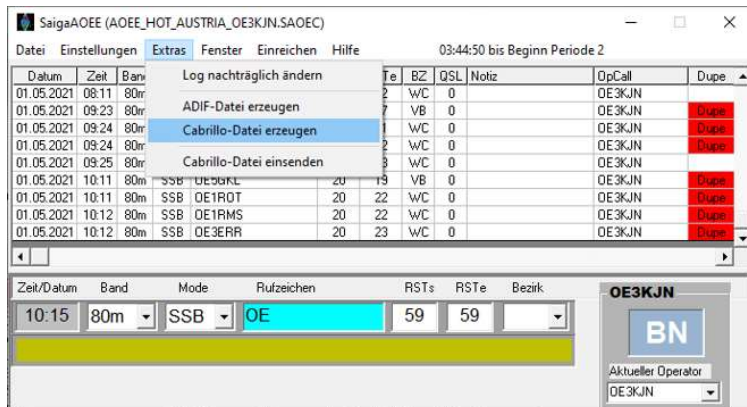 SaigaAOEE (AOEE_HOT_AUSTRIA_OE3KJN.SAOEC)
Datei Einstellungen Extras Fenster Einreichen Hilfe 03:44:50 bis Beginn Periode 2
Datum Zeit Ban Te BZ QSL Notiz OpCall Dupe
Log nachträglich ändern
ADIF-Datei erzeugen
Cabrillo-Datei erzeugen
Cabrillo-Datei einsenden
01.05.2021 08:11 80m 2 WC 0 OE3KJN
01.05.2021 09:23 80m 7 VB 0 OE3KJN Dupe
01.05.2021 09:24 80m 1 WC 0 OE3KJN Dupe
01.05.2021 09:24 80m 2 WC 0 OE3KJN Dupe
01.05.2021 09:25 80m 3 WC 0 OE3KJN
01.05.2021 10:11 80m SSB OE5GKL 20 19 VB 0 OE3KJN Dupe
01.05.2021 10:11 80m SSB OE1ROT 20 22 WC 0 OE3KJN Dupe
01.05.2021 10:12 80m SSB OE1RMS 20 22 WC 0 OE3KJN Dupe
01.05.2021 10:12 80m SSB OE3ERR 20 23 WC 0 OE3KJN Dupe
Zeit/Datum Band Mode Rufzeichen RSTs RSTe Bezirk
10:15 80m SSB OE 59 59
OE3KJN
BN
Aktueller Operator
OE3KJN